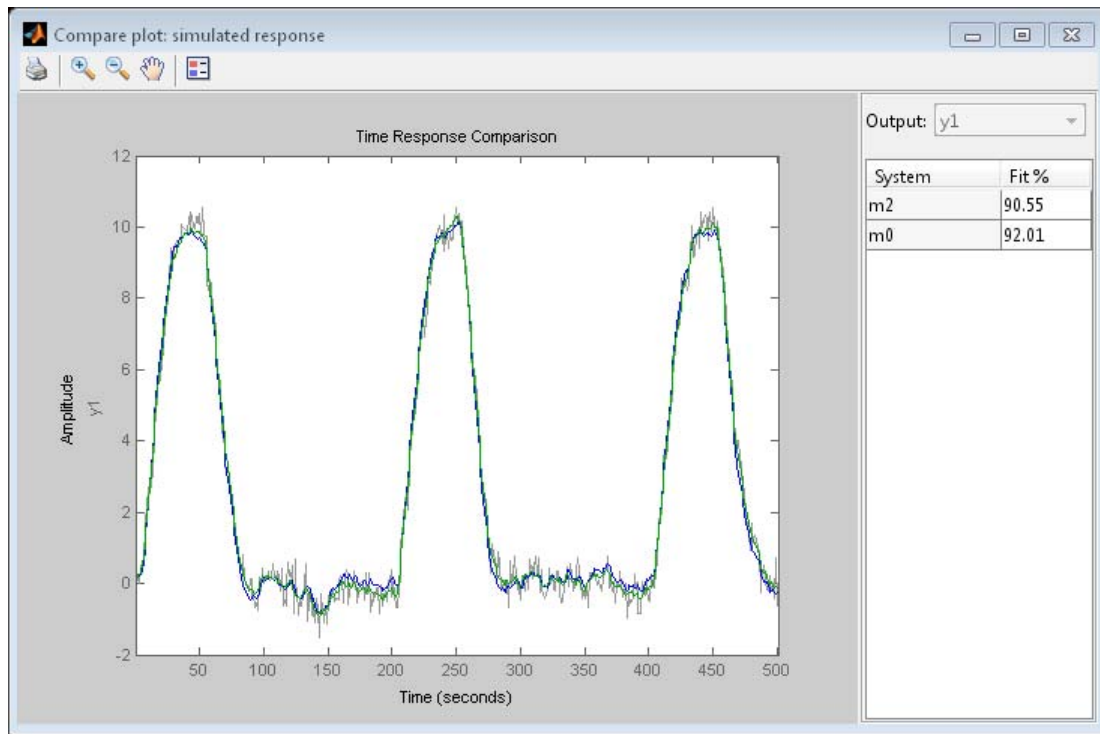 Compare plot: simulated response
Output: y1
Time Response Comparison
System Fit %
m2 90.55
m0 92.01
12
10
8
6
4
2
0
-2
Amplitude
y1
50 100 150 200 250 300 350 400 450 500
Time (seconds)